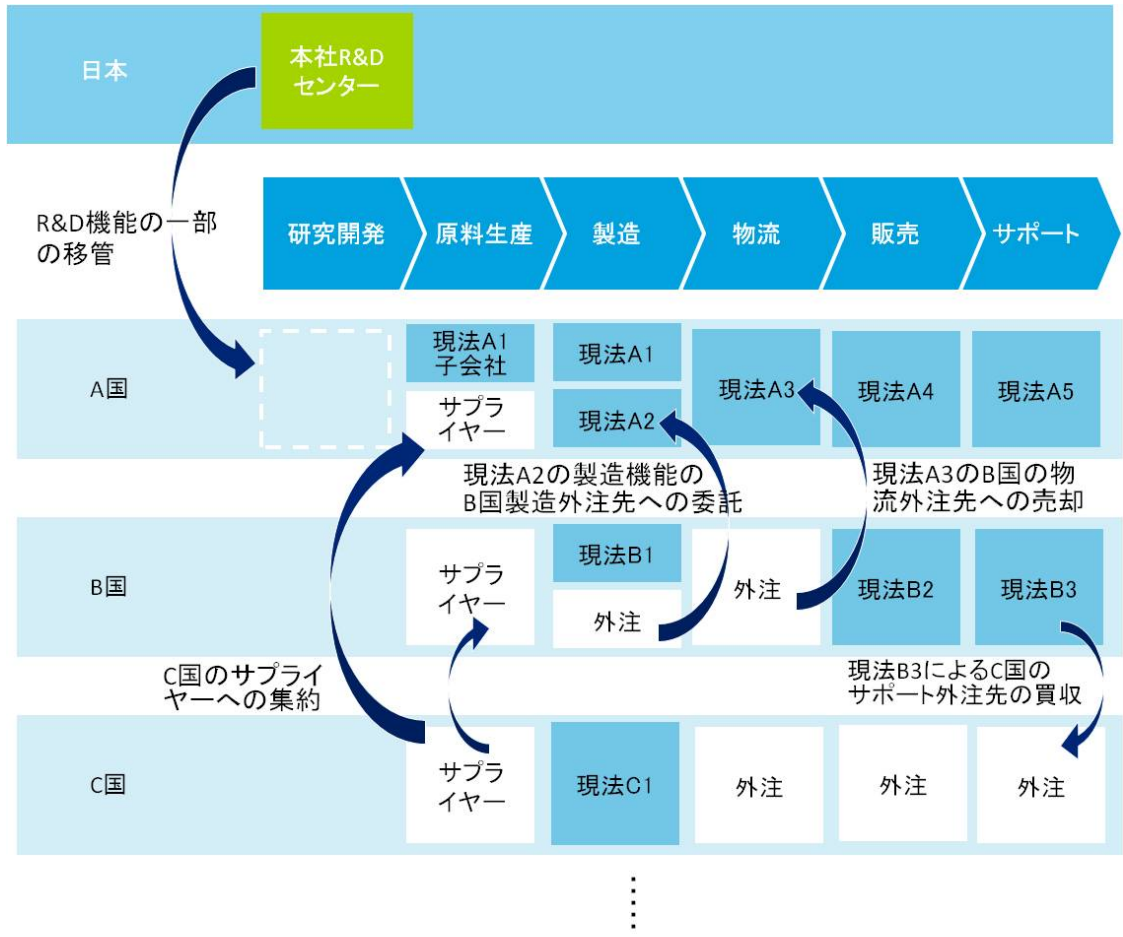 日本
本社R&D
センター
R&D機能の一部
の移管
研究開発
原料生産
製造
物流
販売
サポート
A国
現法A1
子会社
サプラ
イヤー
現法A1
現法A2
現法A3
現法A4
現法A5
現法A2の製造機能の
B国製造外注先への委託
現法A3のB国の物
流外注先への売却
B国
サプラ
イヤー
現法B1
外注
外注
現法B2
現法B3
C国のサプライ
ヤーへの集約
現法B3によるC国の
サポート外注先の買収
C国
サプラ
イヤー
現法C1
外注
外注
外注